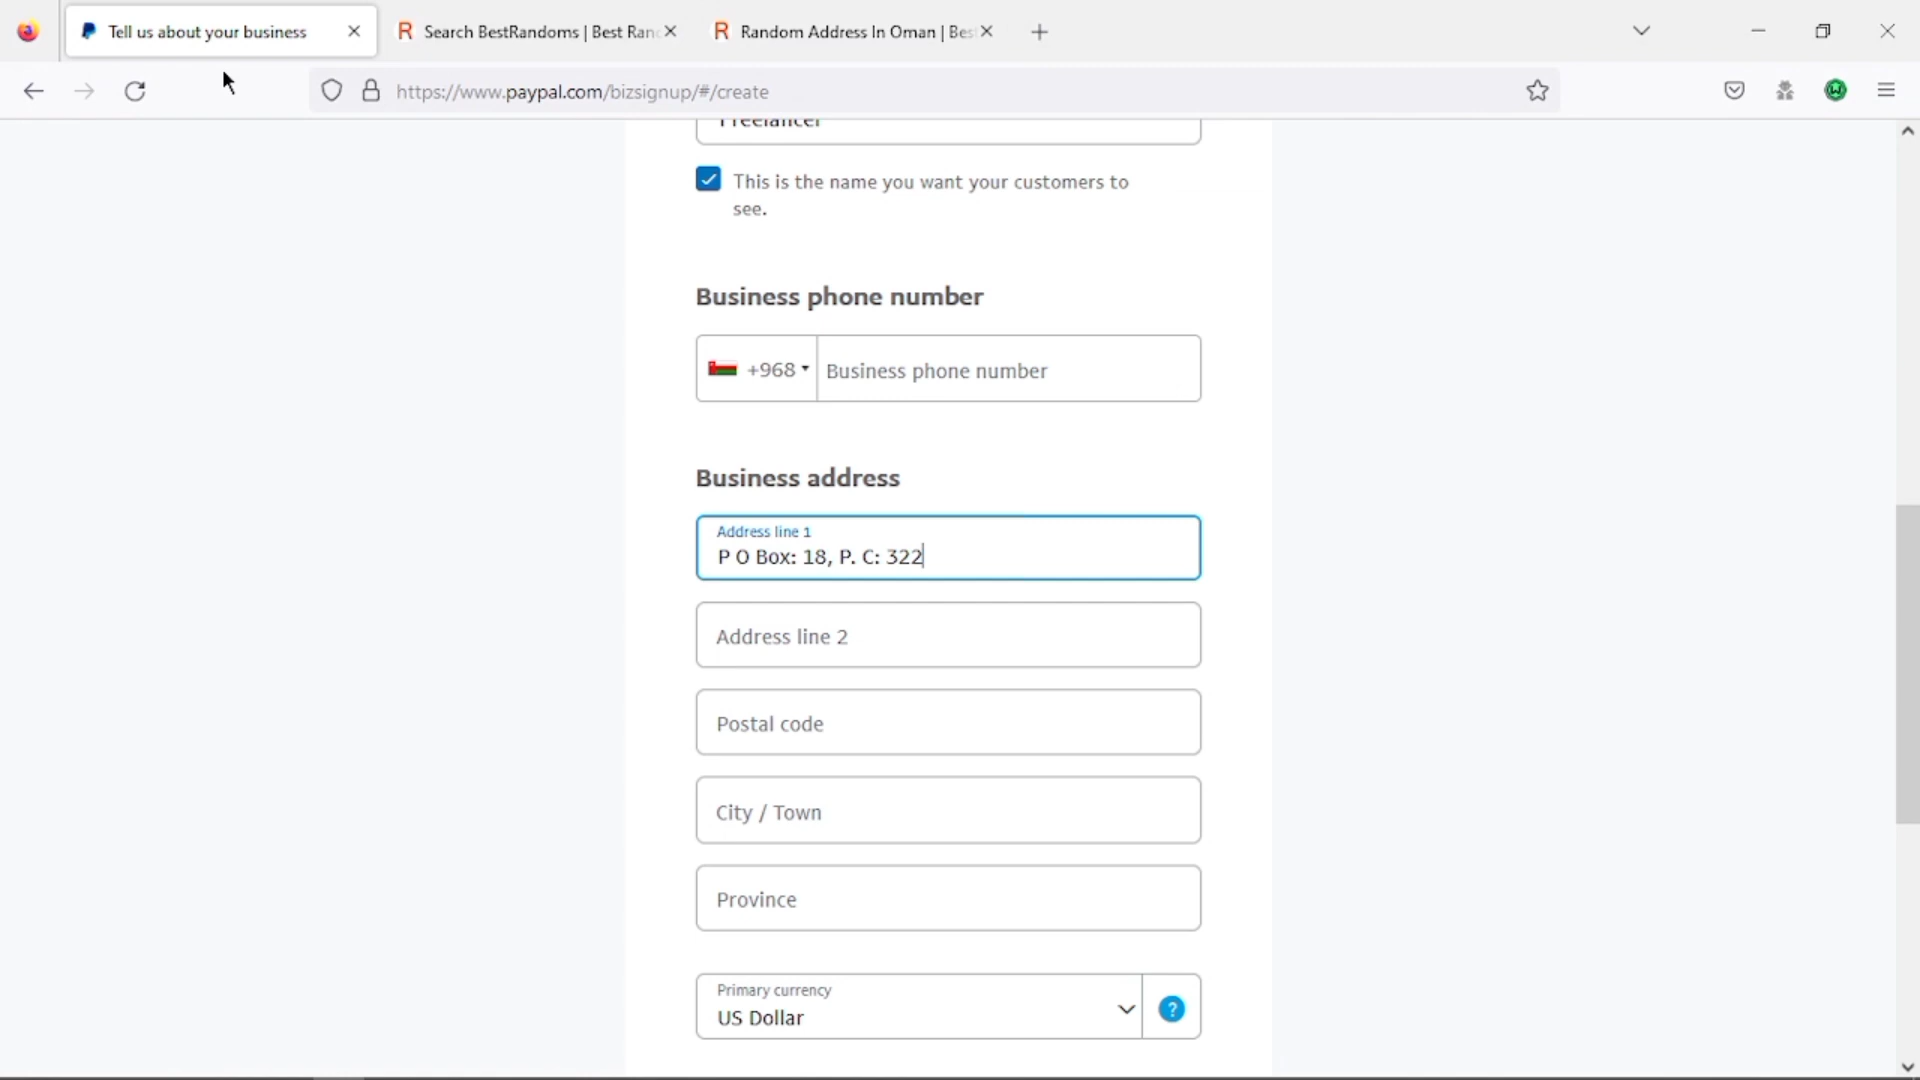 Tell us about your business
Search BestRandoms | Best Ran
Random Address In Oman | Bes
https://www.paypal.com/bizsignup/#/create
Freelancer
This is the name you want your customers to
see.
Business phone number
+968
Business phone number
Business address
Address line 1
P O Box: 18, P. C: 322
Address line 2
Postal code
City / Town
Province
Primary currency
US Dollar
?